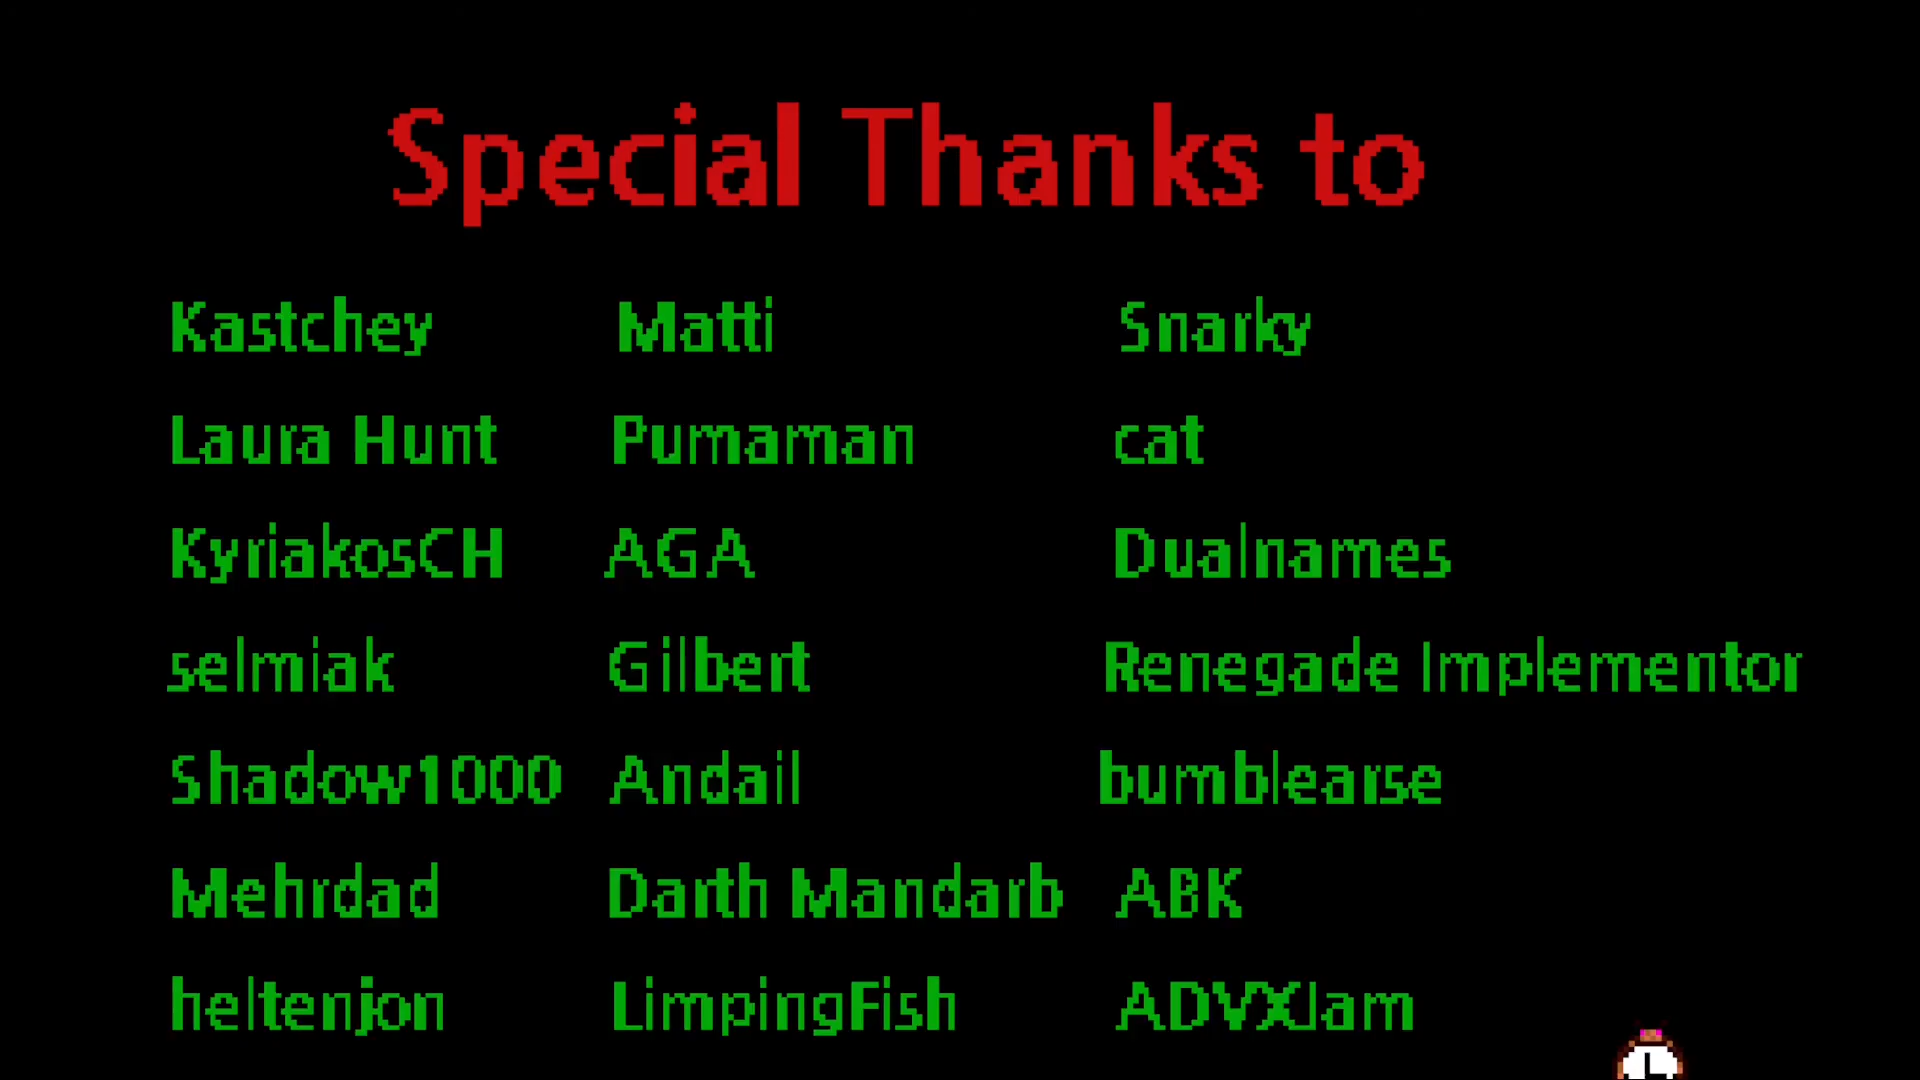 Special Thanks to
Kastchey Matti Snarky
Laura Hunt Pumaman cat
KyriakosCH AGA Dualnames
selmiak Gilbert Renegade Implementor
Shadow1000 Andail bumblearse
Mehrdad Darth Mandarb ABK
heltenjon LimpingFish ADVXJam